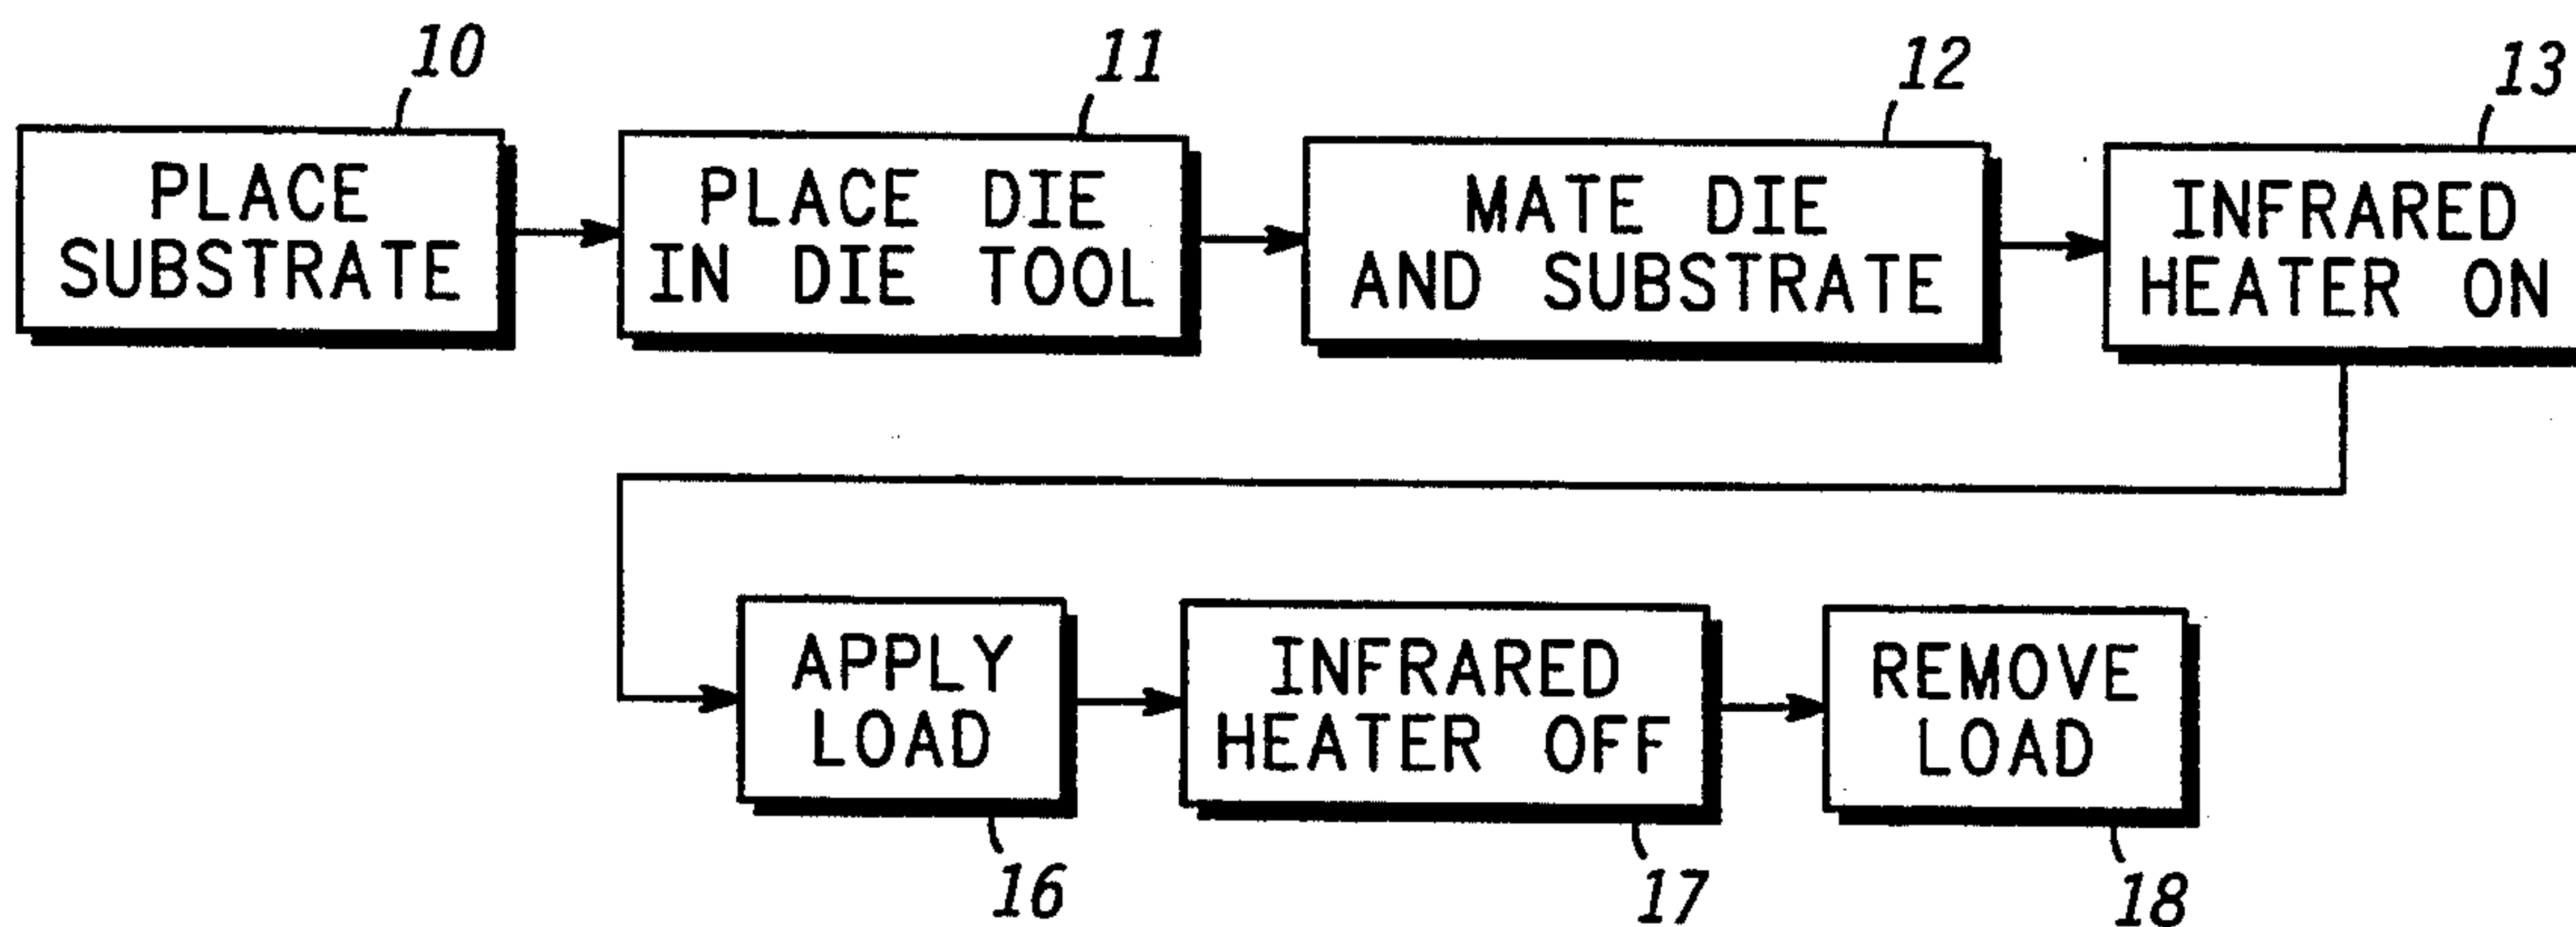 10
PLACE
SUBSTRATE
11
PLACE DIE
IN DIE TOOL
12
MATE DIE
AND SUBSTRATE
13
INFRARED
HEATER ON
APPLY
LOAD
16
INFRARED
HEATER OFF
17
REMOVE
LOAD
18